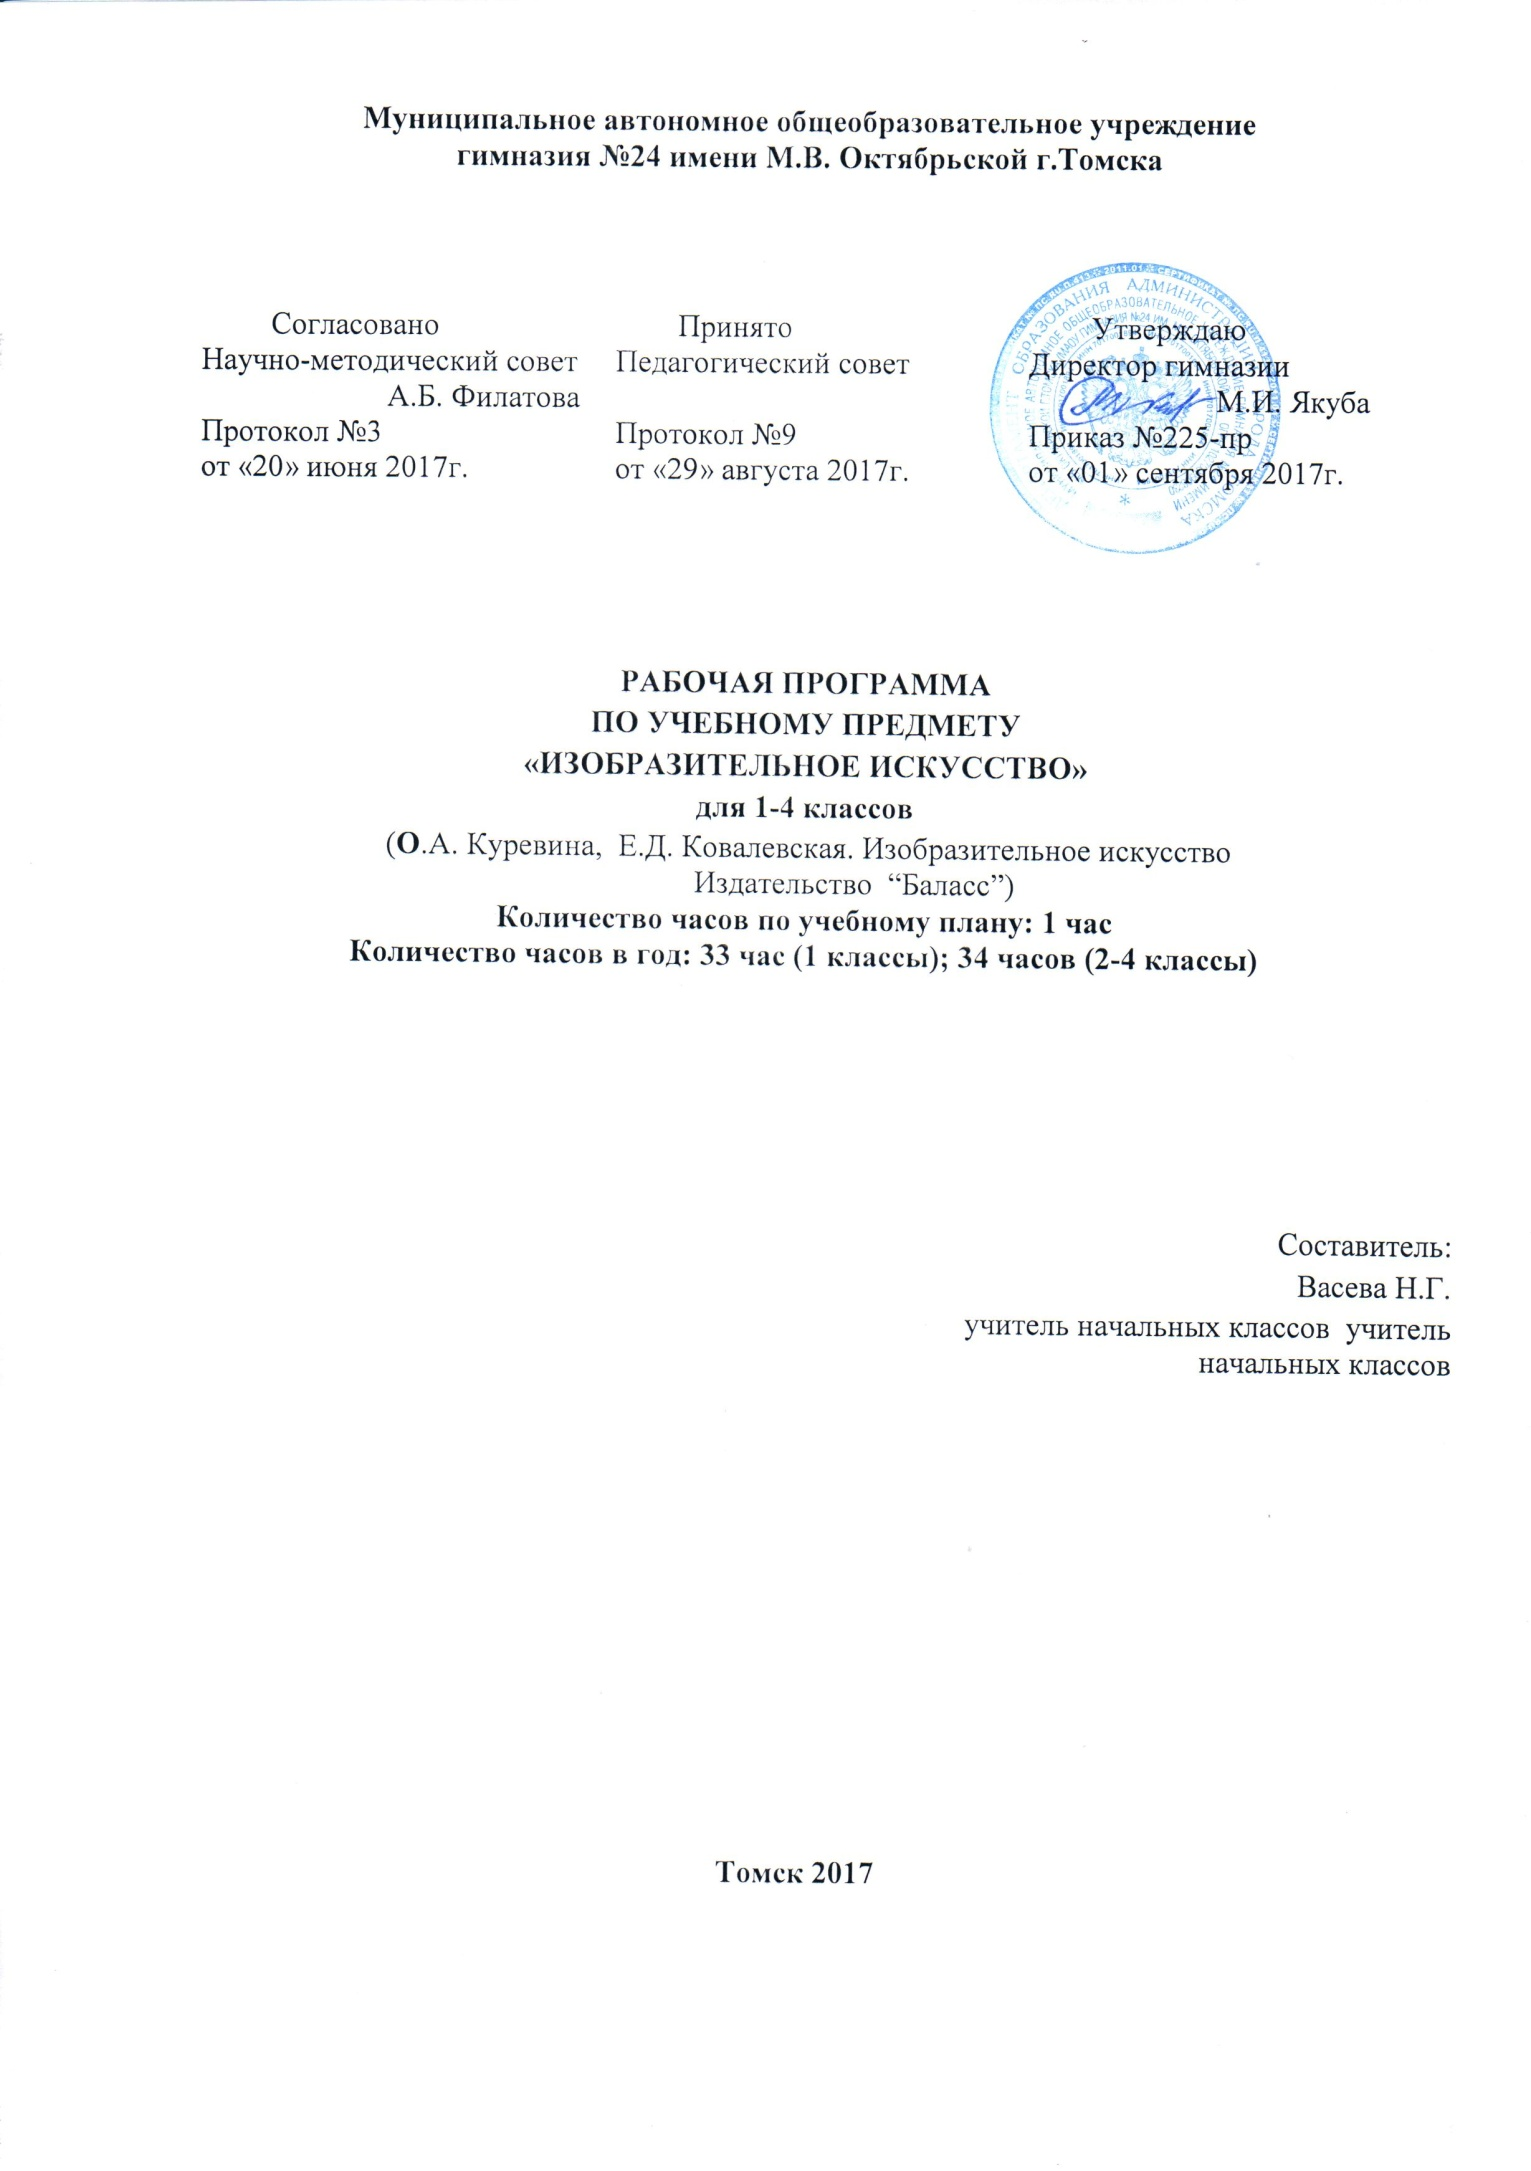 Муниципальное автономное общеобразовательное учреждение
гимназия №24 имени М.В. Октябрьской г.Томска
Согласовано
Научно-методический совет
А.Б. Филатова
Протокол №3
от «20» июня 2017г.
Принято
Педагогический совет
Протокол №9
от «29» августа 2017г.
Утверждаю
Директор гимназии
М.И. Якуба
Приказ №225-пр
от «01» сентября 2017г.
РАБОЧАЯ ПРОГРАММА
ПО УЧЕБНОМУ ПРЕДМЕТУ
«ИЗОБРАЗИТЕЛЬНОЕ ИСКУССТВО»
для 1-4 классов
(О.А. Куревина, Е.Д. Ковалевская. Изобразительное искусство
Издательство “Баласс”)
Количество часов по учебному плану: 1 час
Количество часов в год: 33 час (1 классы); 34 часов (2-4 классы)
Составитель:
Васева Н.Г.
учитель начальных классов учитель
начальных классов
Томск 2017